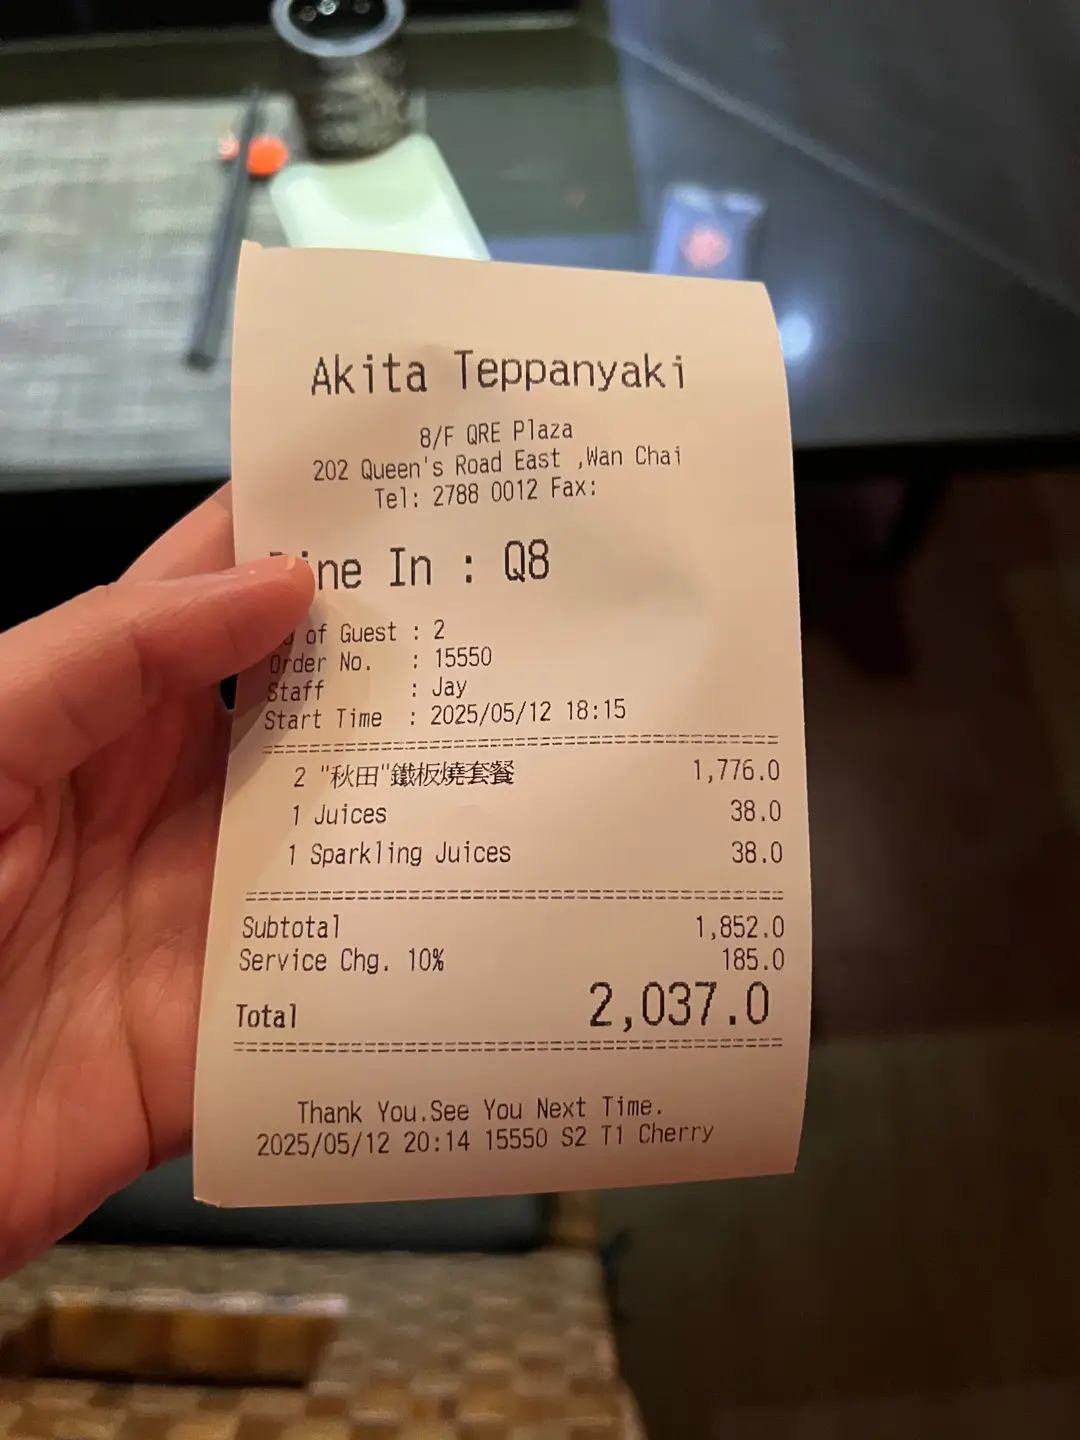 Akita Teppanyaki
8/F QRE Plaza
202 Queen's Road East ,Wan Chai
Tel: 2788 0012 Fax:
In : Q8
of Guest : 2
Order No. : 15550
Staff : Jay
Start Time : 2025/05/12 18:15
2 "秋田"鐵板燒套餐 1,776.0
1 Juices 38.0
1 Sparkling Juices 38.0
Subtotal 1,852.0
Service Chg. 10% 185.0
Total 2,037.0
Thank You.See You Next Time.
2025/05/12 20:14 15550 S2 T1 Cherry